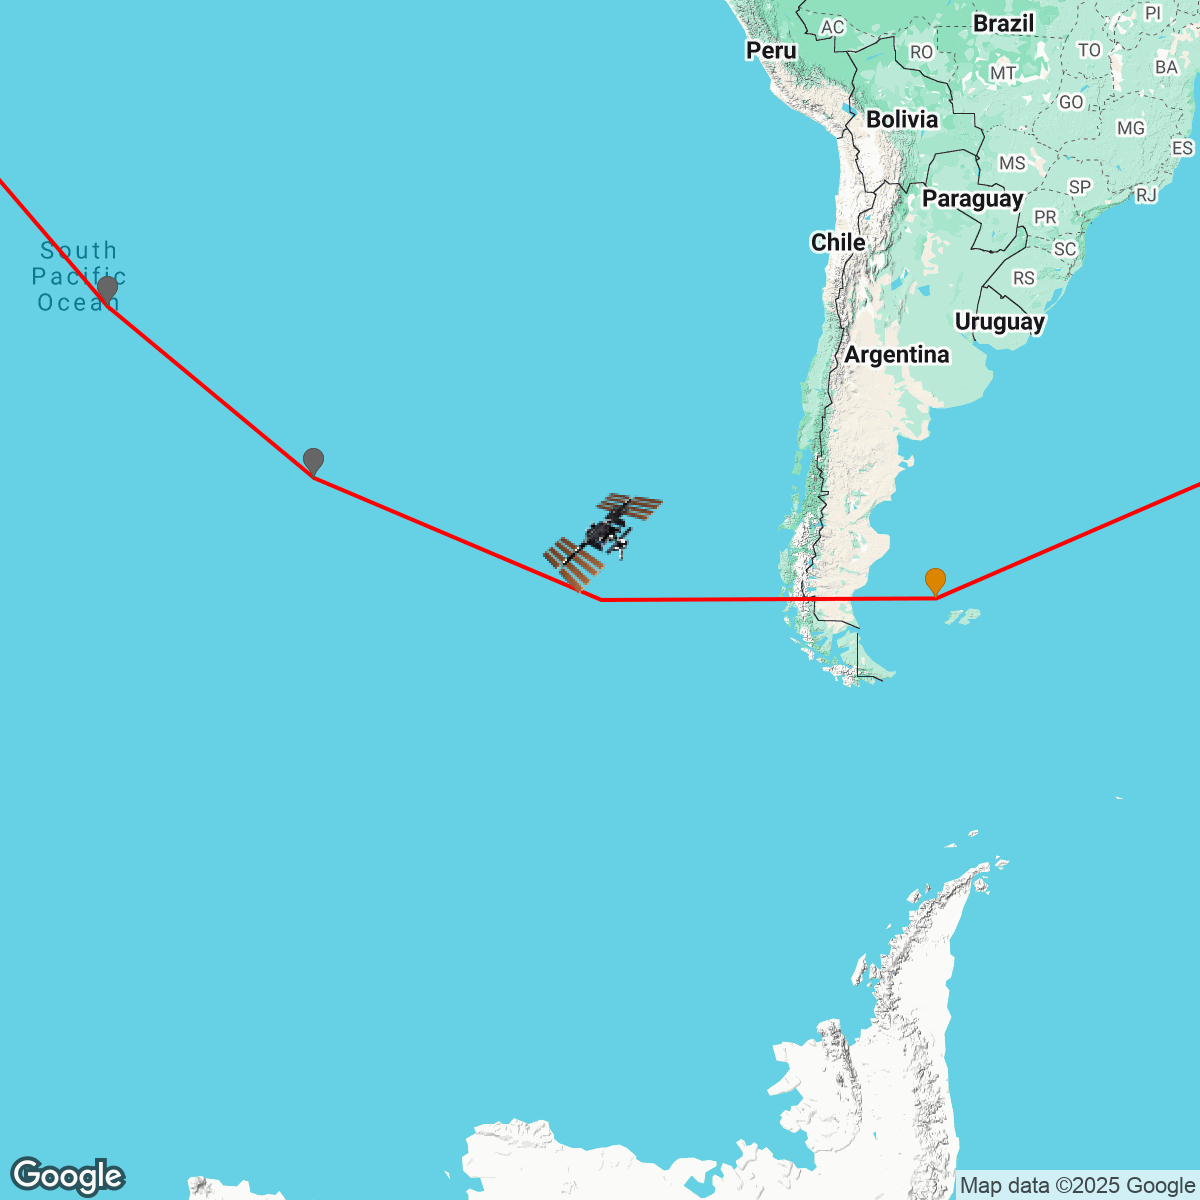 AC
PI
Brazil
Peru
RO
TO
BA
MT
GO
Bolivia
MG
ES
MS
SP
RJ
Paraguay
PR
Chile
SC
South
Pacific
Ocean
RS
Uruguay
Argentina
Google
Map data ©2025 Google